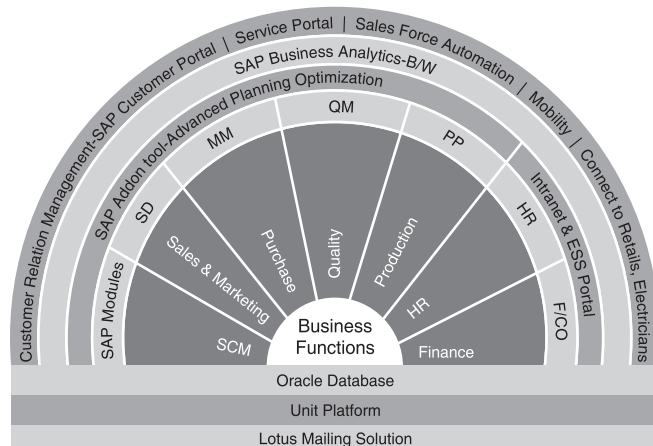 Customer Relation Management-SAP Customer Portal | Service Portal | Sales Force Automation | Mobility | Connect to Retails, Electricians
SAP Business Analytics-B/W
SAP Addon tool-Advanced Planning Optimization
Intranet & ESS Portal
SAP Modules
SD
MM
QM
PP
HR
F/CO
SCM
Sales & Marketing
Purchase
Quality
Production
HR
Finance
Business
Functions
Oracle Database
Unit Platform
Lotus Mailing Solution